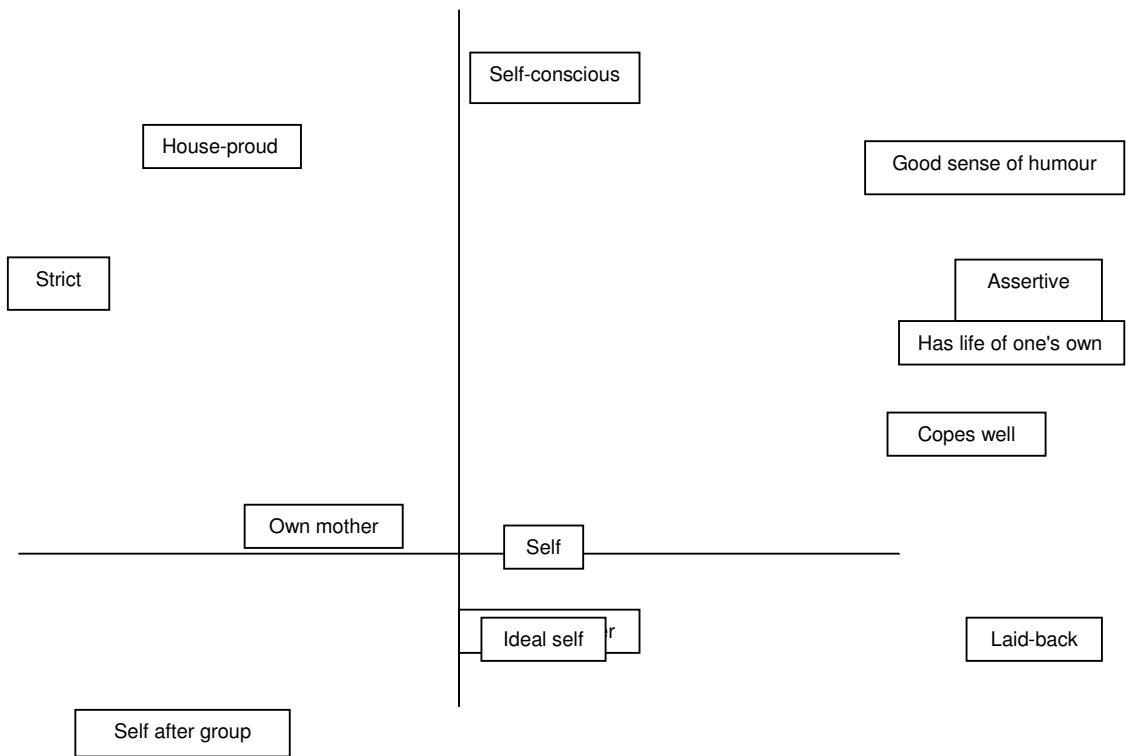 Self-conscious
House-proud
Good sense of humour
Strict
Assertive
Has life of one's own
Copes well
Own mother
Self
Ideal self
Laid-back
Self after group